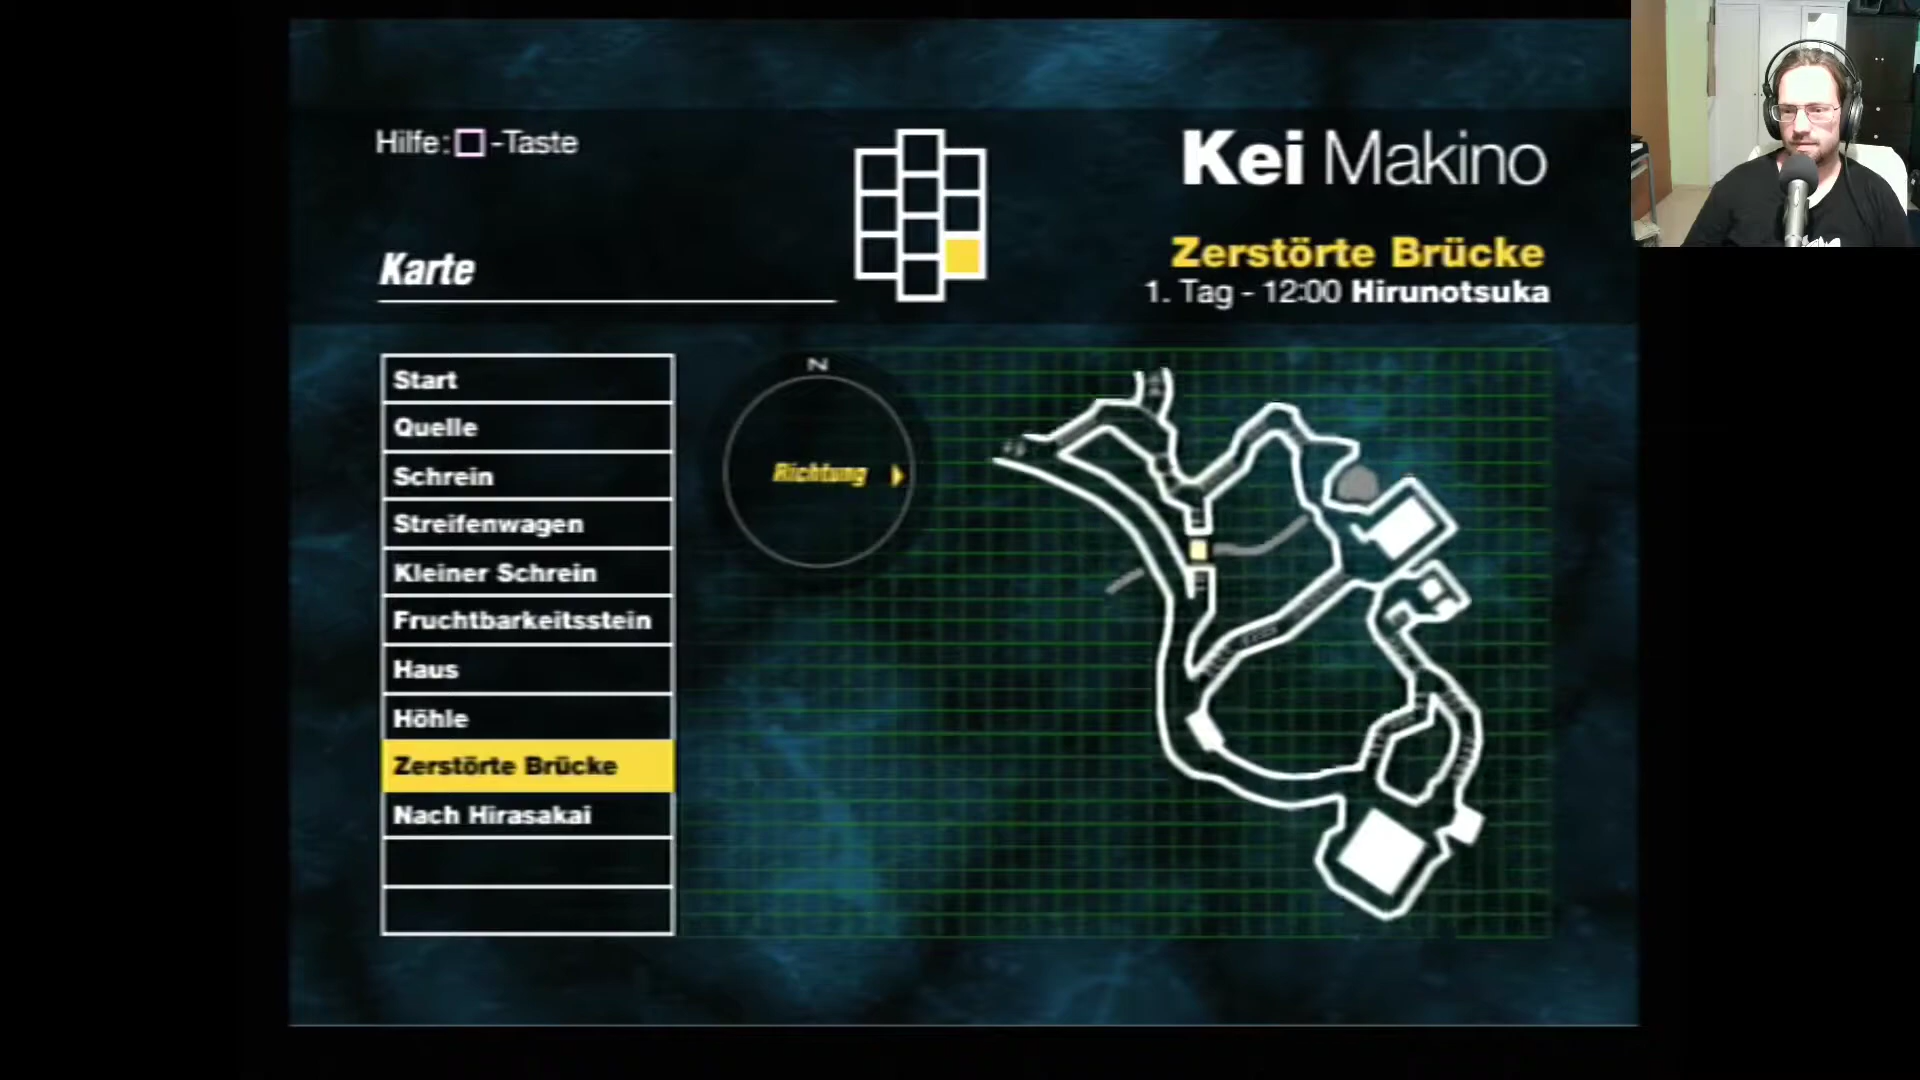 Hilfe: -Taste
Kei Makino
Karte
Zerstörte Brücke
1. Tag - 12:00 Hirunotsuka
N
Richtung
Start
Quelle
Schrein
Streifenwagen
Kleiner Schrein
Fruchtbarkeitsstein
Haus
Höhle
Zerstörte Brücke
Nach Hirasakai